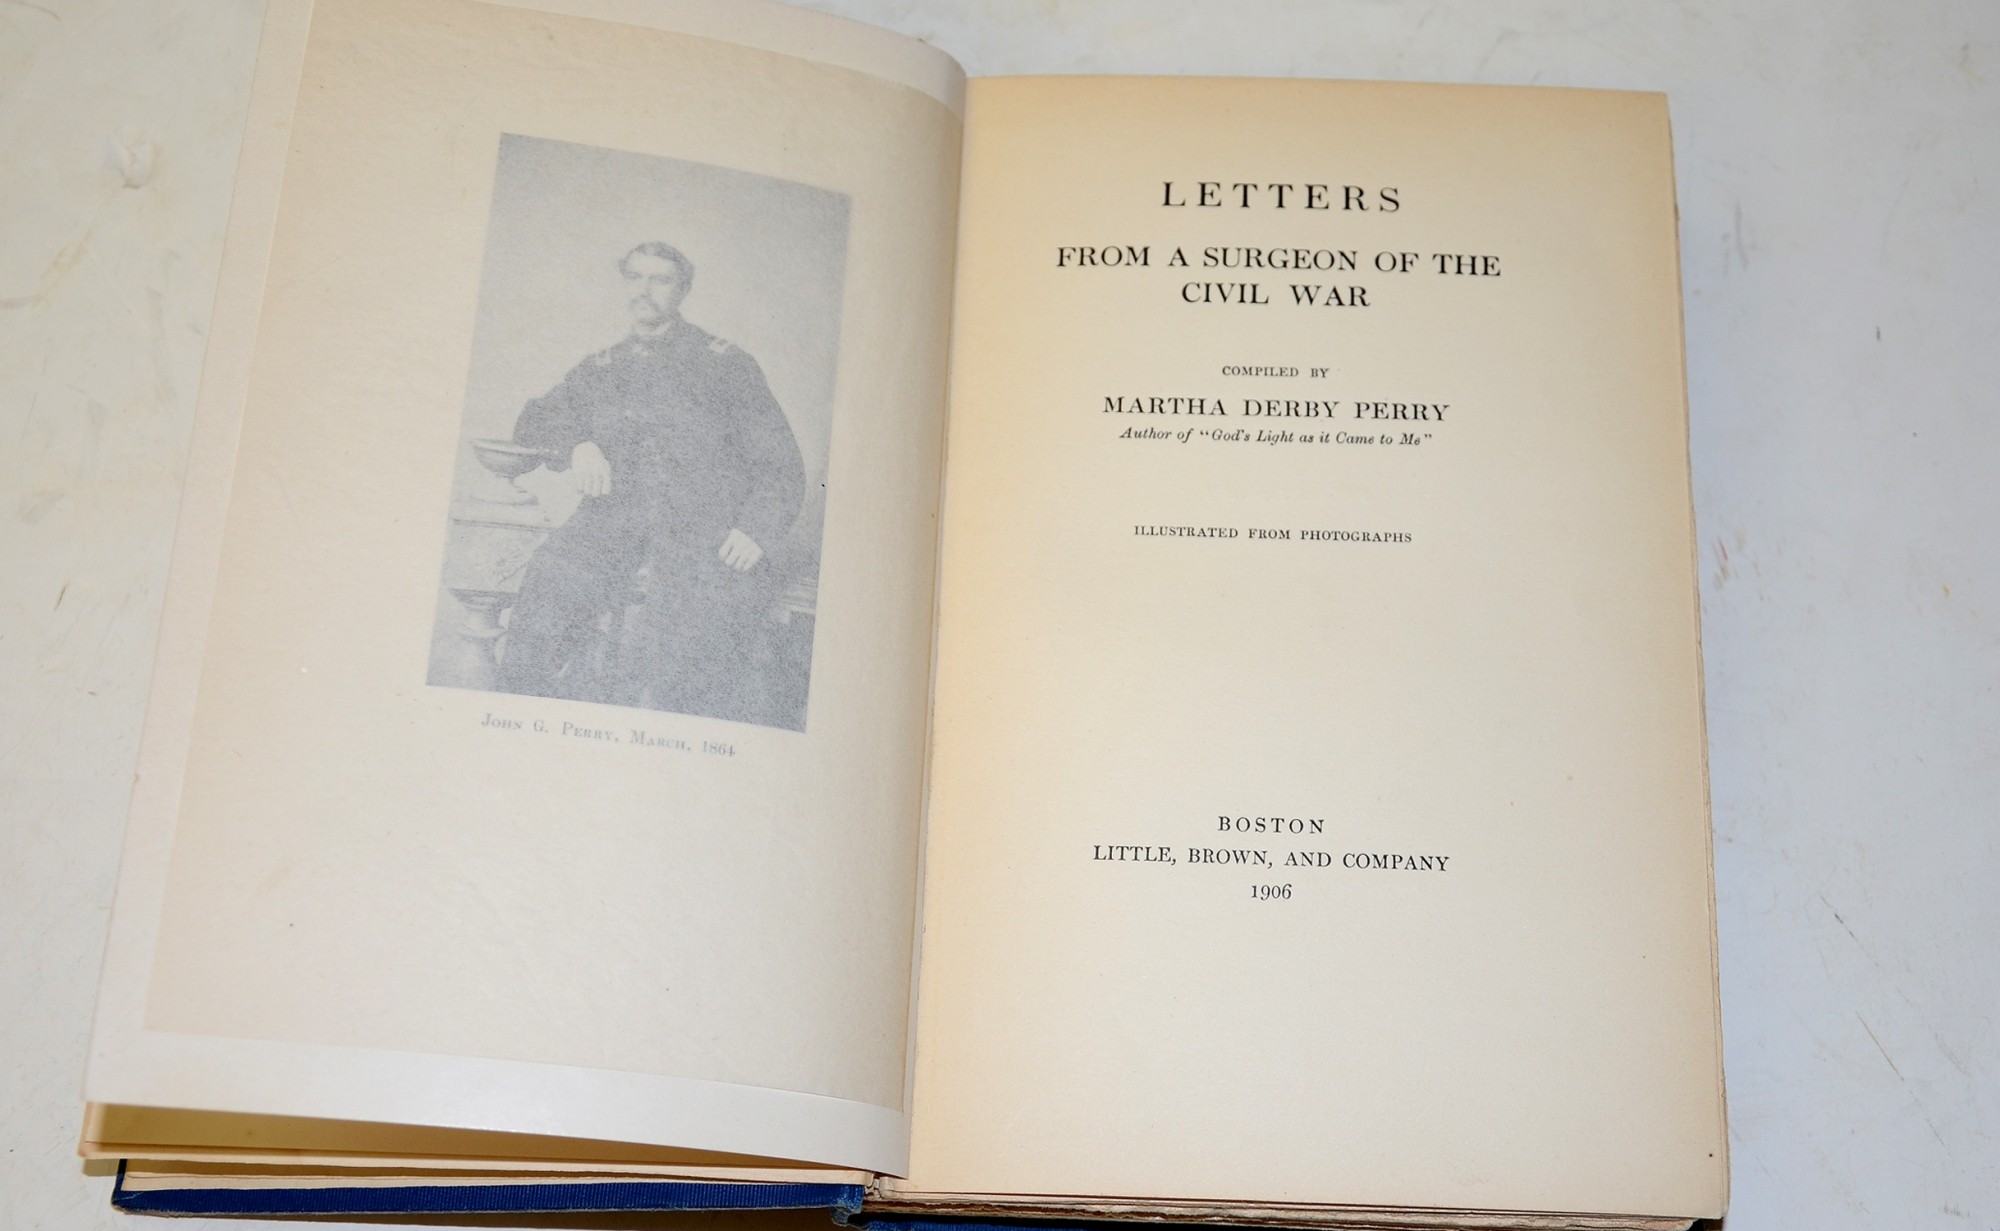 John G. Perry, March, 1864
LETTERS
FROM A SURGEON OF THE
CIVIL WAR
COMPILED BY
MARTHA DERBY PERRY
Author of "God's Light as it Came to Me"
ILLUSTRATED FROM PHOTOGRAPHS
BOSTON
LITTLE, BROWN, AND COMPANY
1906